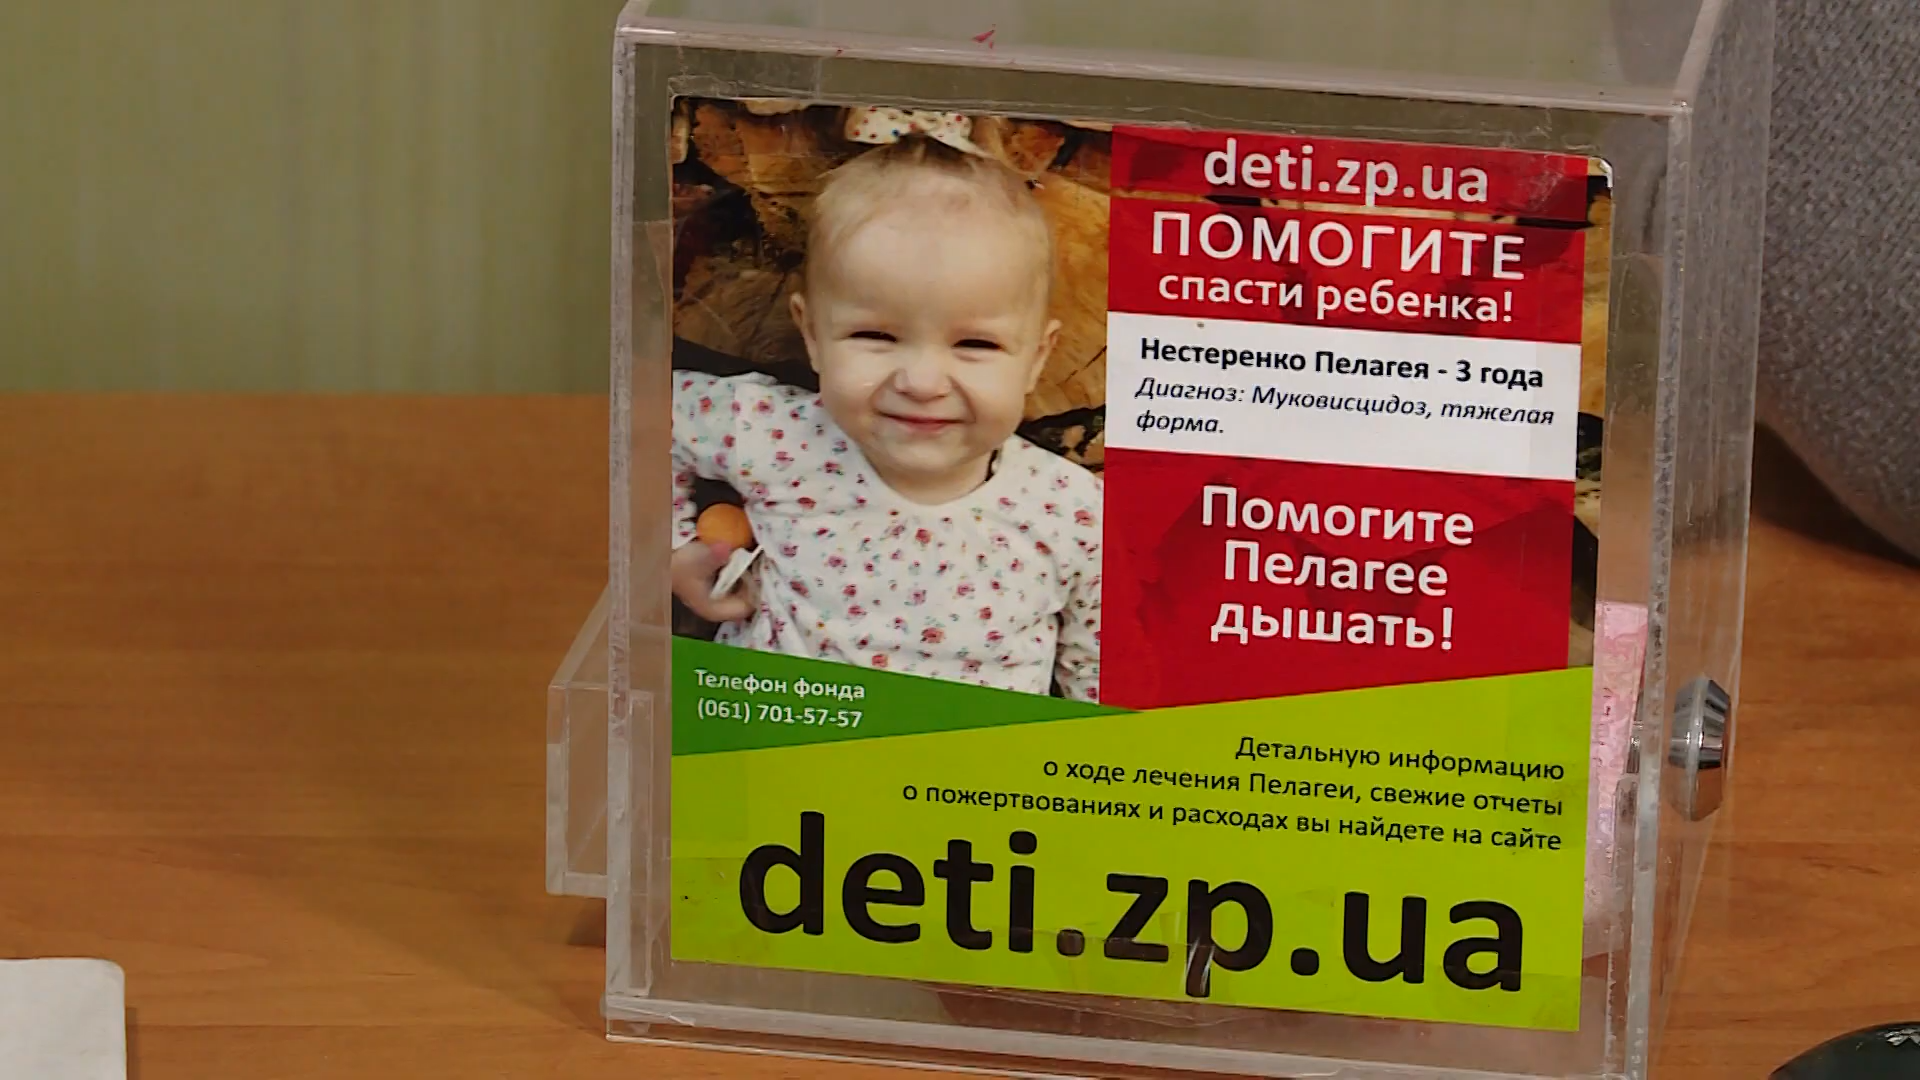 deti.zp.ua
ПОМОГИТЕ
спасти ребенка!
Нестеренко Пелагея - 3 года
Диагноз: Муковисцидоз, тяжелая
форма.
Помогите
Пелагее
дышать!
Телефон фонда
(061) 701-57-57
Детальную информацию
о ходе лечения Пелагеи, свежие отчеты
о пожертвованиях и расходах вы найдете на сайте
deti.zp.ua